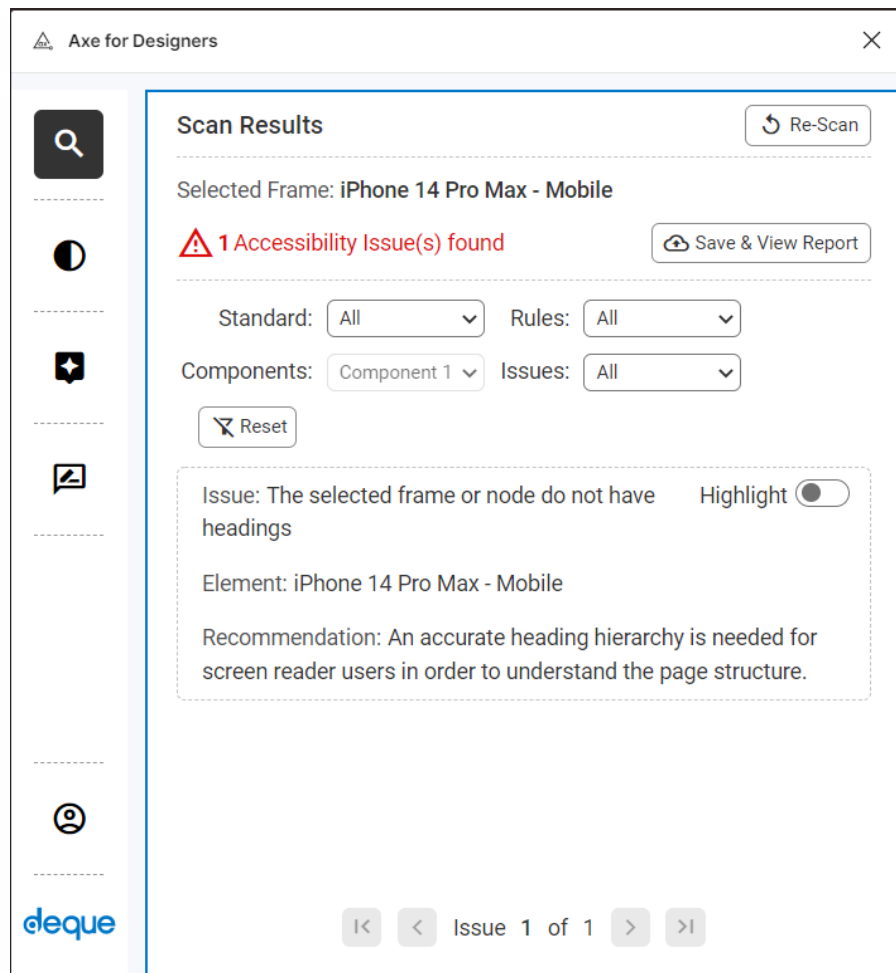 Axe for Designers
Scan Results
Re-Scan
Selected Frame: iPhone 14 Pro Max - Mobile
1 Accessibility Issue(s) found
Save & View Report
Standard: All
Rules: All
Components: Component 1
Issues: All
Reset
Issue: The selected frame or node do not have
headings
Highlight
Element: iPhone 14 Pro Max - Mobile
Recommendation: An accurate heading hierarchy is needed for
screen reader users in order to understand the page structure.
deque
Issue 1 of 1